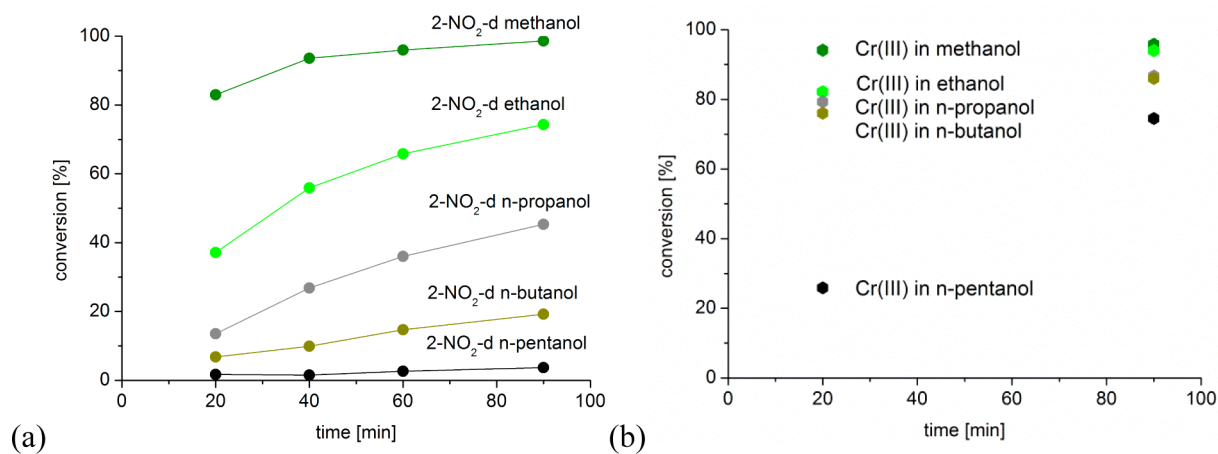 2-NO2-d methanol
100
80
2-NO2-d ethanol
60
2-NO2-d n-propanol
40
2-NO2-d n-butanol
20
2-NO2-d n-pentanol
0
0 20 40 60 80 100
conversion [%]
time [min]
(a)
100
Cr(III) in methanol
Cr(III) in ethanol
80
Cr(III) in n-propanol
Cr(III) in n-butanol
60
40
Cr(III) in n-pentanol
20
0
0 20 40 60 80 100
conversion [%]
time [min]
(b)